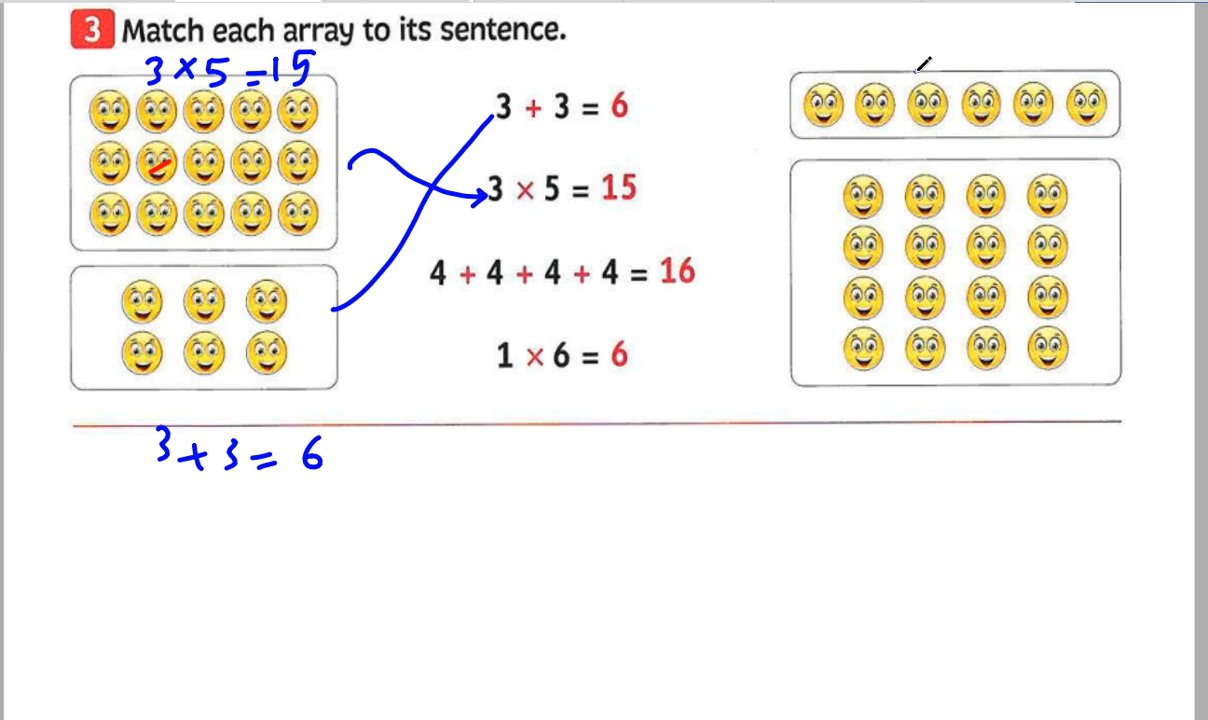 3 Match each array to its sentence.
3 × 5 = 15
3 + 3 = 6
3 × 5 = 15
4 + 4 + 4 + 4 = 16
1 × 6 = 6
3 + 3 = 6